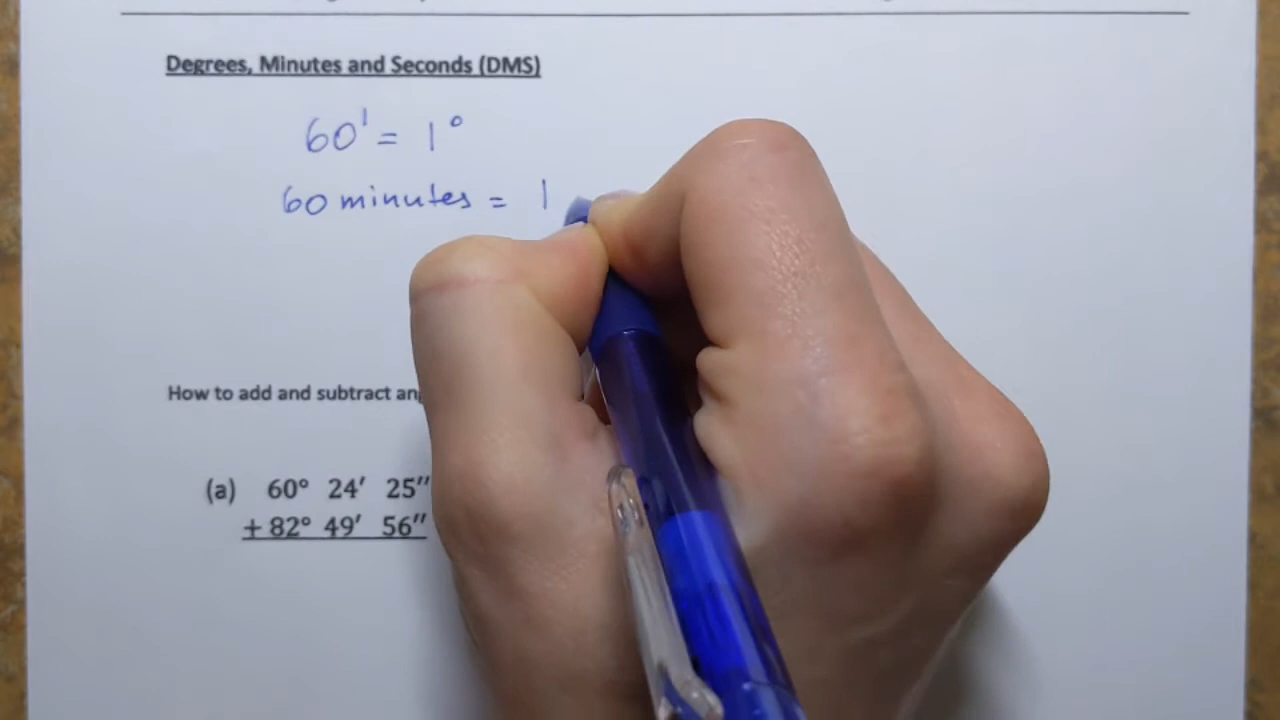 Degrees, Minutes and Seconds (DMS)
60' = 1°
60 minutes = 1
How to add and subtract
(a) 60° 24′ 25″
+ 82° 49′ 56″